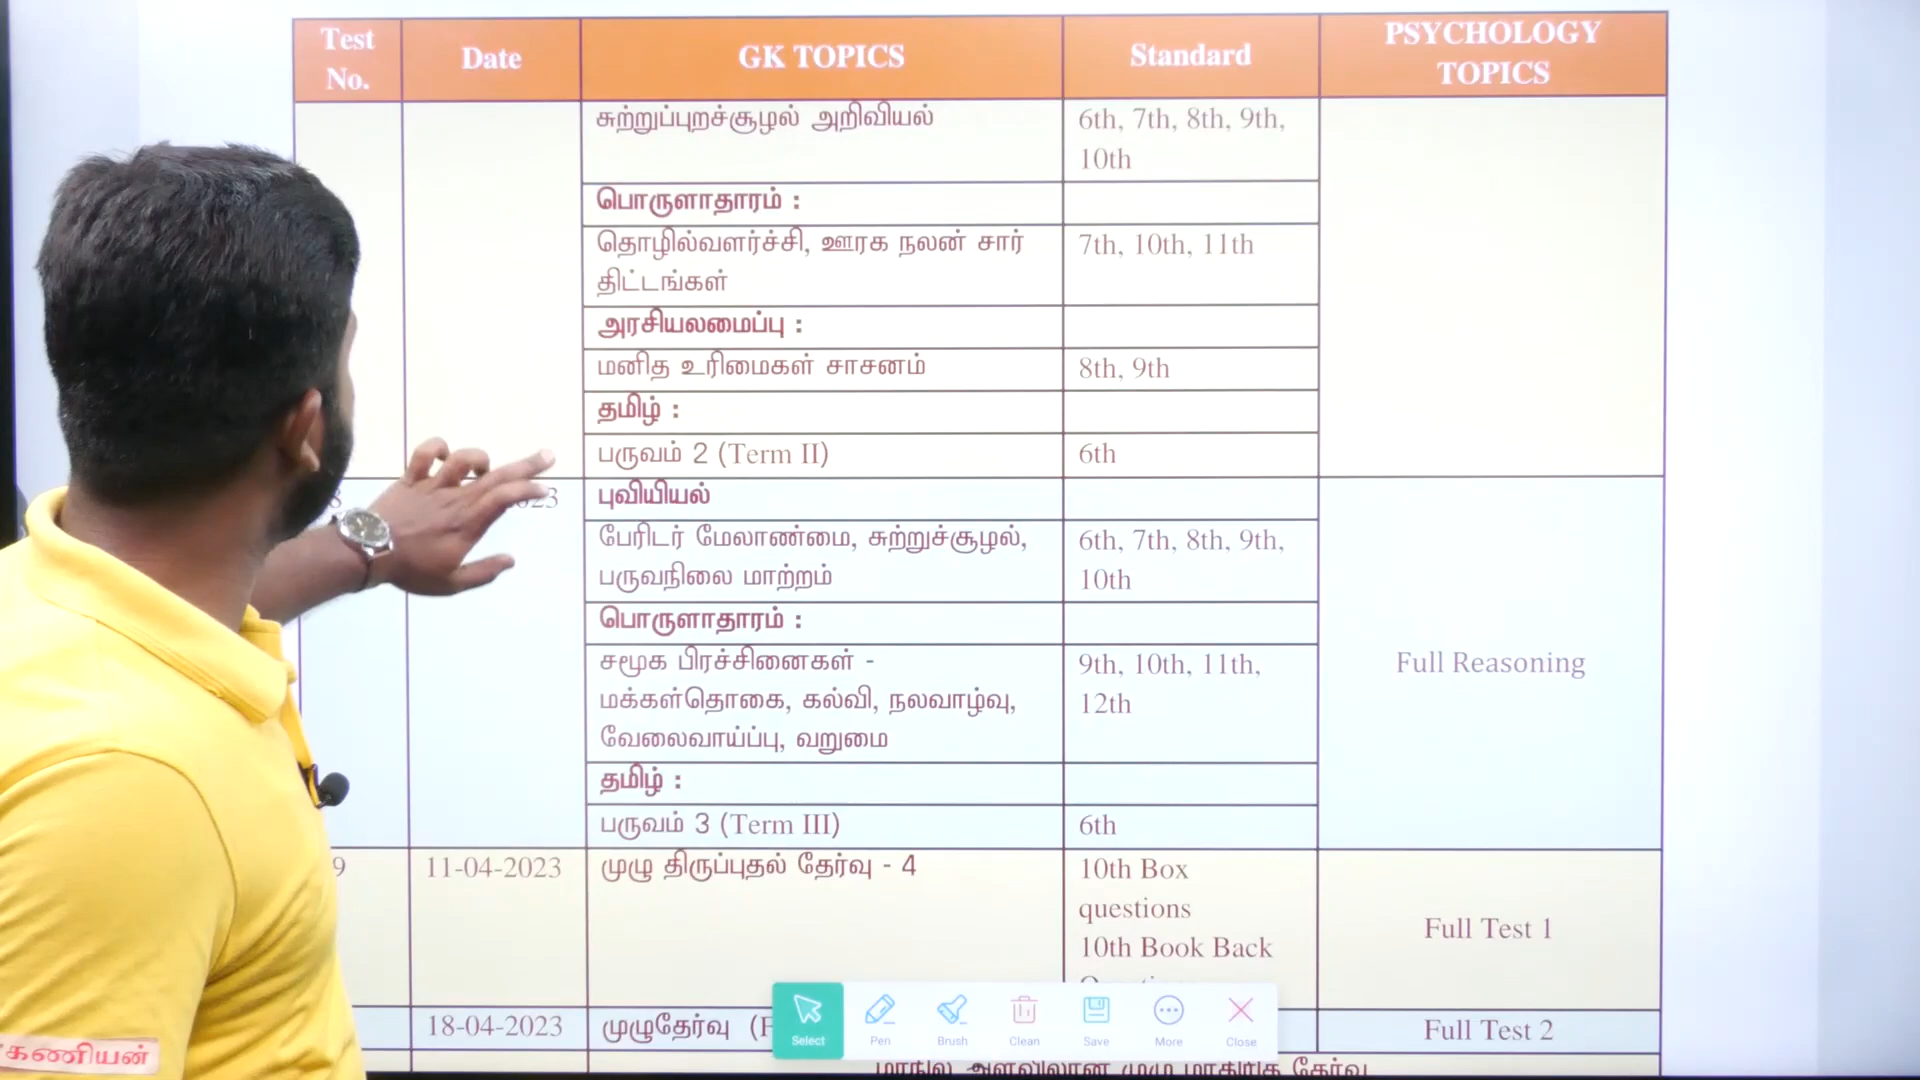 Test No.
Date
GK TOPICS
Standard
PSYCHOLOGY TOPICS
சுற்றுப்புறச்சூழல் அறிவியல்
6th, 7th, 8th, 9th,
10th
பொருளாதாரம் :
தொழில்வளர்ச்சி, ஊரக நலன் சார்
திட்டங்கள்
7th, 10th, 11th
அரசியலமைப்பு :
மனித உரிமைகள் சாசனம்
8th, 9th
தமிழ் :
பருவம் 2 (Term II)
6th
புவியியல்
பேரிடர் மேலாண்மை, சுற்றுச்சூழல்,
பருவநிலை மாற்றம்
6th, 7th, 8th, 9th,
10th
பொருளாதாரம் :
சமூக பிரச்சினைகள் -
மக்கள்தொகை, கல்வி, நலவாழ்வு,
வேலைவாய்ப்பு, வறுமை
9th, 10th, 11th,
12th
Full Reasoning
தமிழ் :
பருவம் 3 (Term III)
6th
9
11-04-2023
முழு திருப்புதல் தேர்வு - 4
10th Box
questions
10th Book Back
Full Test 1
18-04-2023
முழுதேர்வு (F
Full Test 2
Select
Pen
Brush
Clean
Save
More
Close
மாநில அளவிலான முழு மாதிரித் தேர்வு
கணியன்